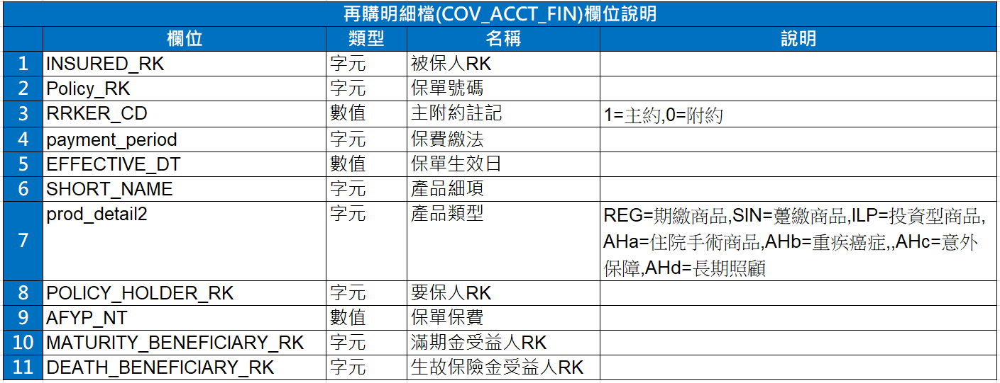 再購明細檔(COV_ACCT_FIN)欄位說明
欄位 類型 名稱 說明
1 INSURED_RK 字元 被保人RK
2 Policy_RK 字元 保單號碼
3 RRKER_CD 數值 主附約註記 1=主約,0=附約
4 payment_period 字元 保費繳法
5 EFFECTIVE_DT 數值 保單生效日
6 SHORT_NAME 字元 產品細項
7 prod_detail2 字元 產品類型 REG=期繳商品,SIN=躉繳商品,ILP=投資型商品,
AHa=住院手術商品,AHb=重疾癌症,,AHc=意外
保障,AHd=長期照顧
8 POLICY_HOLDER_RK 字元 要保人RK
9 AFYP_NT 數值 保單保費
10 MATURITY_BENEFICIARY_RK 字元 滿期金受益人RK
11 DEATH_BENEFICIARY_RK 字元 生故保險金受益人RK